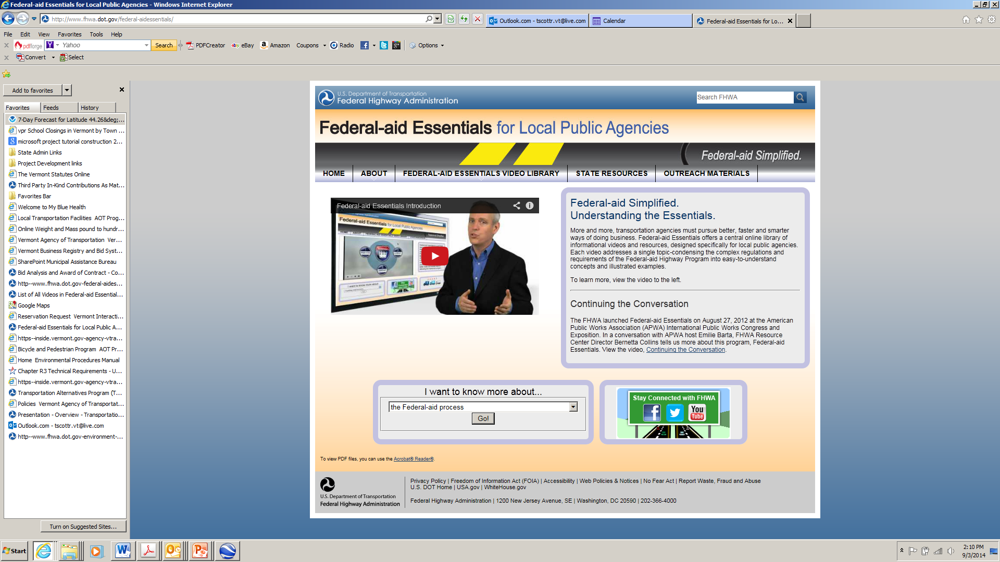 Federal-aid Essentials for Local Public Agencies - Windows Internet Explorer
http://www.fhwa.dot.gov/federal-aidessentials/
Outlook.com - tscottr.vt@live.com
Calendar
Federal-aid Essentials for Lo...
File Edit View Favorites Tools Help
pdfforge Yahoo Search PDFCreator eBay Amazon Coupons Radio Options
Convert Select
Add to favorites
Favorites Feeds History
7-Day Forecast for Latitude 44.26&deg;...
vpr School Closings in Vermont by Town ...
microsoft project tutorial construction 2...
State Admin Links
Project Development links
The Vermont Statutes Online
Third Party In-Kind Contributions As Mat...
Favorites Bar
Welcome to My Blue Health
Local Transportation Facilities AOT Prog...
Online Weight and Mass pound to hundr...
Vermont Agency of Transportation Ver...
Vermont Business Registry and Bid Syst...
SharePoint Municipal Assistance Bureau
Bid Analysis and Award of Contract - Co...
http--www.fhwa.dot.gov-federal-aides...
List of All Videos in Federal-aid Essential...
Google Maps
Reservation Request Vermont Interacti...
Federal-aid Essentials for Local Public A...
https--inside.vermont.gov-agency-vtra...
Bicycle and Pedestrian Program AOT Pr...
Home Environmental Procedures Manual
Chapter R3 Technical Requirements - U...
https--inside.vermont.gov-agency-vtra...
Transportation Alternatives Program (T...
Policies Vermont Agency of Transportat...
Presentation - Overview - Transportatio...
Outlook.com - tscottr.vt@live.com
http--www.fhwa.dot.gov-environment-...
Turn on Suggested Sites...
U.S. Department of Transportation
Federal Highway Administration
Search FHWA
Federal-aid Essentials for Local Public Agencies
Federal-aid Simplified.
HOME ABOUT FEDERAL-AID ESSENTIALS VIDEO LIBRARY STATE RESOURCES OUTREACH MATERIALS
Federal-aid Essentials Introduction
Federal-aid Essentials for Local Public Agencies
I want to know more about
Federal-aid Simplified.
Understanding the Essentials.
More and more, transportation agencies must pursue better, faster and smarter
ways of doing business. Federal-aid Essentials offers a central online library of
informational videos and resources, designed specifically for local public agencies.
Each video addresses a single topic-condensing the complex regulations and
requirements of the Federal-aid Highway Program into easy-to-understand
concepts and illustrated examples.
To learn more, view the video to the left.
Continuing the Conversation
The FHWA launched Federal-aid Essentials on August 27, 2012 at the American
Public Works Association (APWA) International Public Works Congress and
Exposition. In a conversation with APWA host Emilie Barta, FHWA Resource
Center Director Bernetta Collins tells us more about this program, Federal-aid
Essentials. View the video, Continuing the Conversation.
I want to know more about...
the Federal-aid process
Go!
Stay Connected with FHWA
You Tube
To view PDF files, you can use the Acrobat® Reader®.
U.S. Department of Transportation
Federal Highway Administration
Privacy Policy | Freedom of Information Act (FOIA) | Accessibility | Web Policies & Notices | No Fear Act | Report Waste, Fraud and Abuse
U.S. DOT Home | USA.gov | WhiteHouse.gov
Federal Highway Administration | 1200 New Jersey Avenue, SE | Washington, DC 20590 | 202-366-4000
Start
2:10 PM
9/3/2014